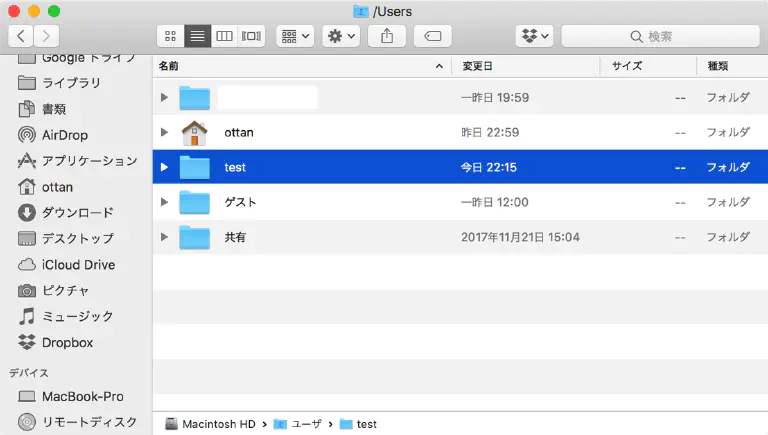 /Users
検索
Google ドライブ
ライブラリ
書類
AirDrop
アプリケーション
ottan
ダウンロード
デスクトップ
iCloud Drive
ピクチャ
ミュージック
Dropbox
デバイス
MacBook-Pro
リモートディスク
名前 変更日 サイズ 種類
一昨日 19:59 -- フォルダ
ottan 昨日 22:59 -- フォルダ
test 今日 22:15 -- フォルダ
ゲスト 一昨日 12:00 -- フォルダ
共有 2017年11月21日 15:04 -- フォルダ
Macintosh HD › ユーザ › test